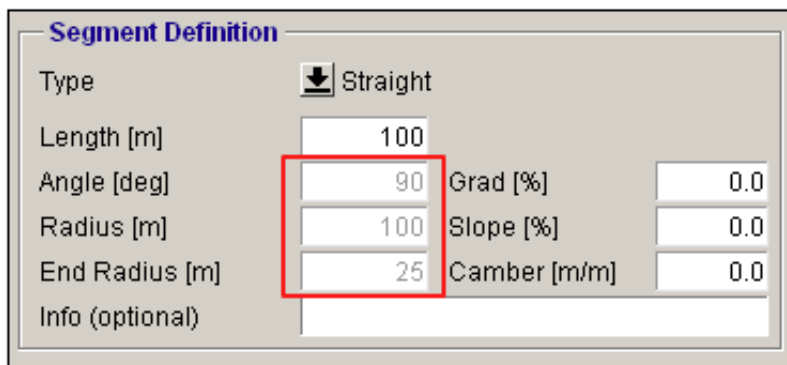 Segment Definition
Type Straight
Length [m] 100
Angle [deg] 90 Grad [%] 0.0
Radius [m] 100 Slope [%] 0.0
End Radius [m] 25 Camber [m/m] 0.0
Info (optional)